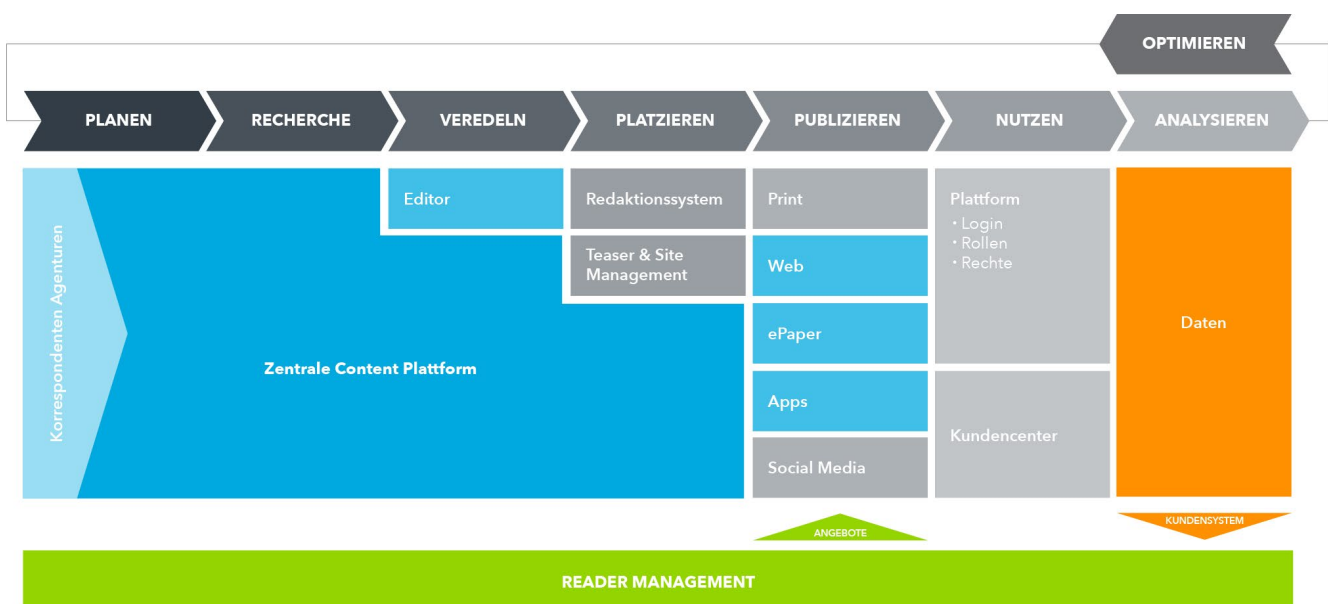 OPTIMIEREN
PLANEN
RECHERCHE
VEREDELN
PLATZIEREN
PUBLIZIEREN
NUTZEN
ANALYSIEREN
Korrespondenten Agenturen
Zentrale Content Plattform
Editor
Redaktionssystem
Teaser & Site
Management
Print
Web
ePaper
Apps
Social Media
Plattform
· Login
· Rollen
· Rechte
Kundencenter
Daten
ANGEBOTE
KUNDENSYSTEM
READER MANAGEMENT